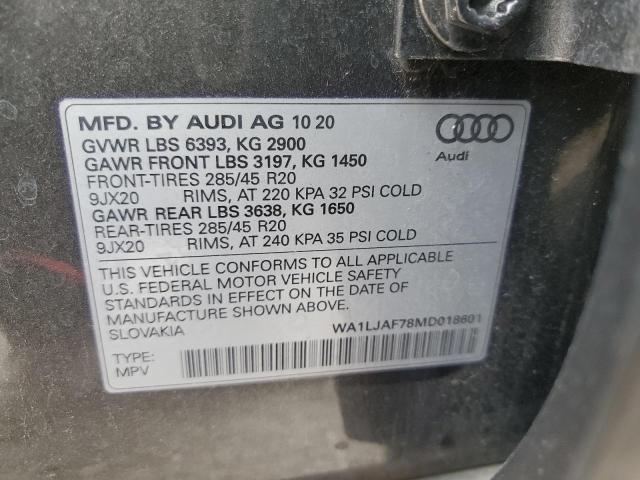 MFD. BY AUDI AG 10 20
GVWR LBS 6393, KG 2900
GAWR FRONT LBS 3197, KG 1450
FRONT-TIRES 285/45 R20
9JX20 RIMS, AT 220 KPA 32 PSI COLD
GAWR REAR LBS 3638, KG 1650
REAR-TIRES 285/45 R20
9JX20 RIMS, AT 240 KPA 35 PSI COLD
Audi
THIS VEHICLE CONFORMS TO ALL APPLICABLE
U.S. FEDERAL MOTOR VEHICLE SAFETY
STANDARDS IN EFFECT ON THE DATE OF
MANUFACTURE SHOWN ABOVE.
SLOVAKIA
WA1LJAF78MD018601
TYPE:
MPV